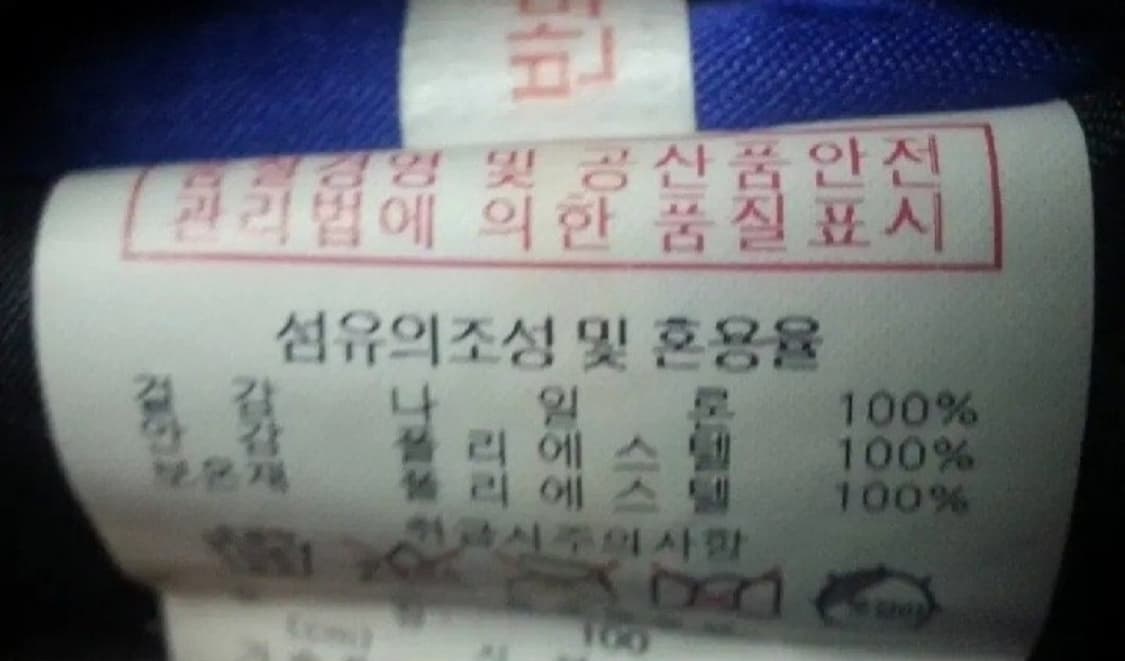 품질경영 및 공산품안전
관리법에 의한 품질표시
섬유의조성 및 혼용율
겉 감 나 일 론 100%
안 감 폴 리 에 스 텔 100%
보 온 재 폴 리 에 스 텔 100%
취급시주의사항
100